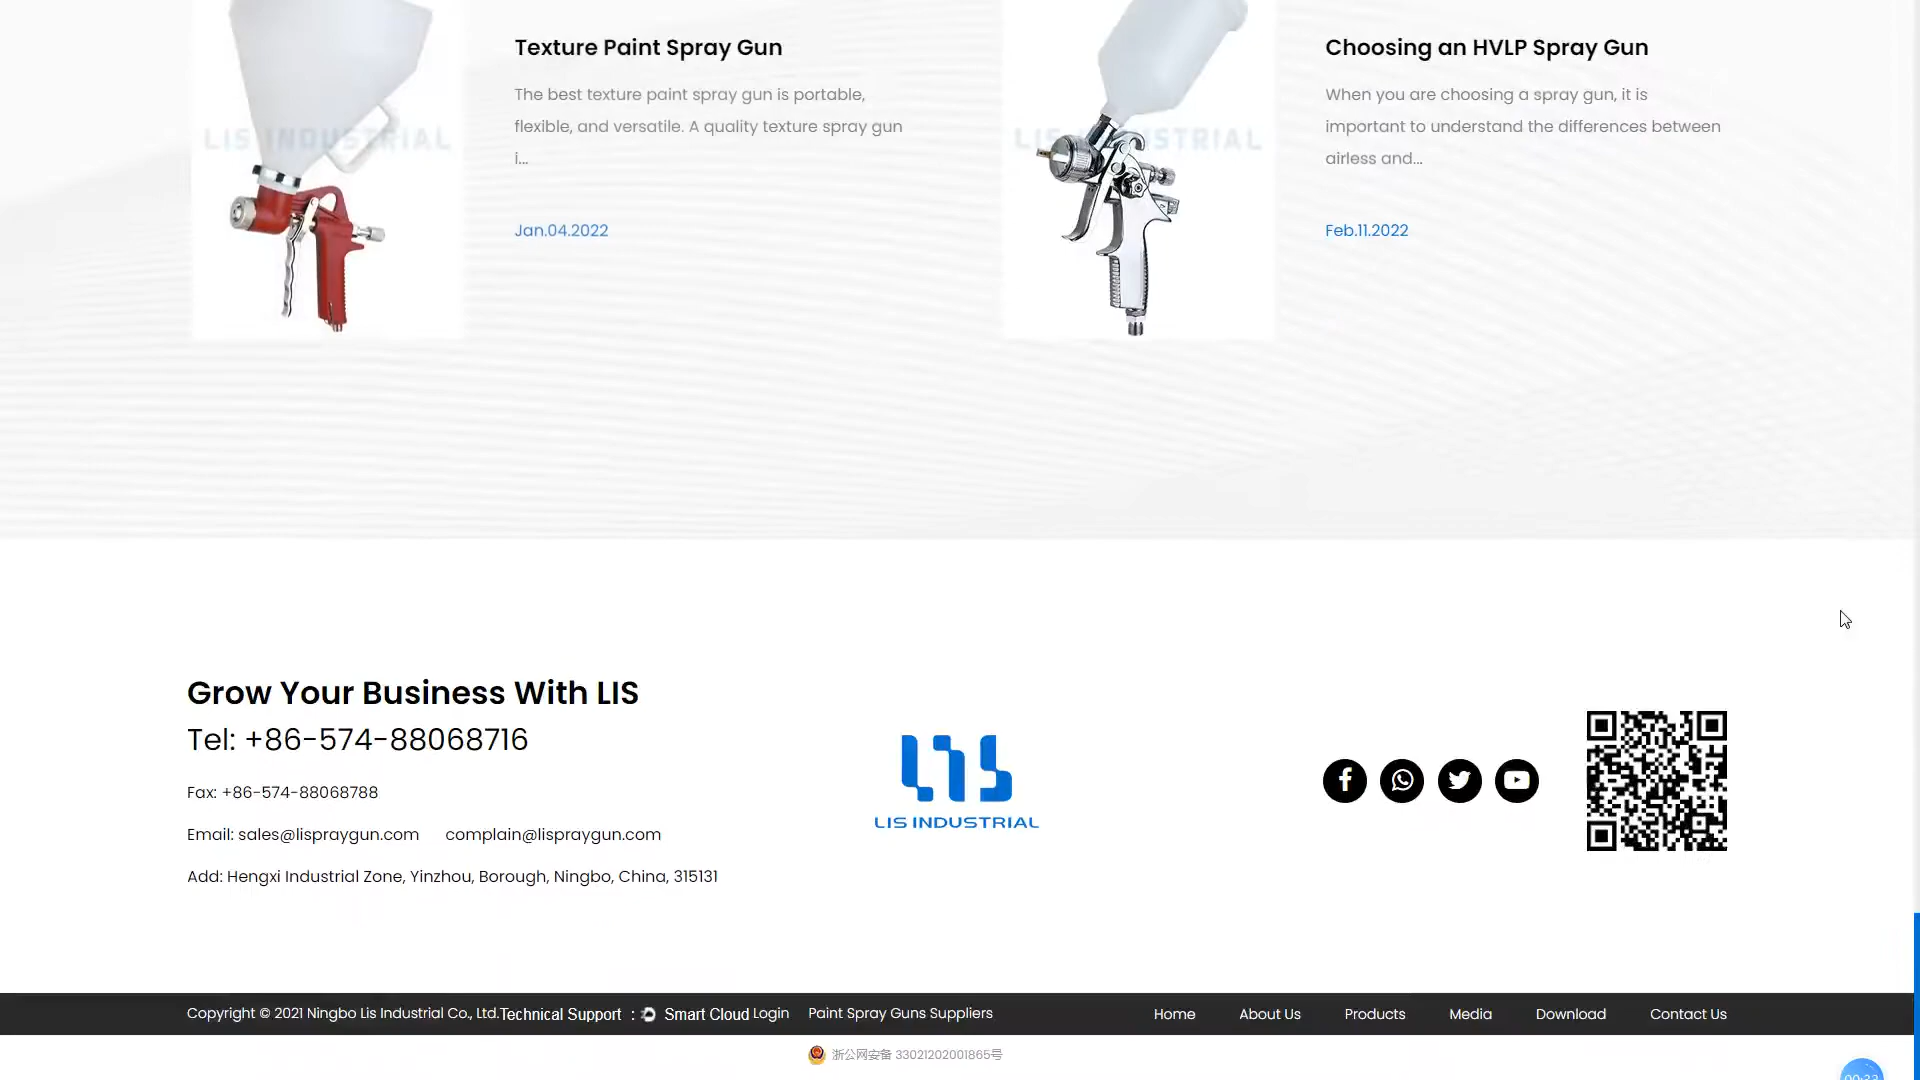 Texture Paint Spray Gun
The best texture paint spray gun is portable,
flexible, and versatile. A quality texture spray gun
i...
Jan.04.2022
LIS INDUSTRIAL
Choosing an HVLP Spray Gun
When you are choosing a spray gun, it is
important to understand the differences between
airless and...
Feb.11.2022
LIS INDUSTRIAL
Grow Your Business With LIS
Tel: +86-574-88068716
Fax: +86-574-88068788
Email: sales@lispraygun.com complain@lispraygun.com
Add: Hengxi Industrial Zone, Yinzhou, Borough, Ningbo, China, 315131
LIS
LIS INDUSTRIAL
Copyright © 2021 Ningbo Lis Industrial Co., Ltd.Technical Support : Smart Cloud Login Paint Spray Guns Suppliers
Home About Us Products Media Download Contact Us
浙公网安备 33021202001865号